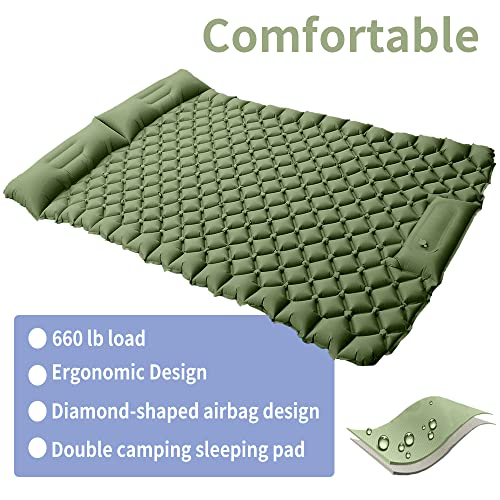 Comfortable
660 lb load
Ergonomic Design
Diamond-shaped airbag design
Double camping sleeping pad